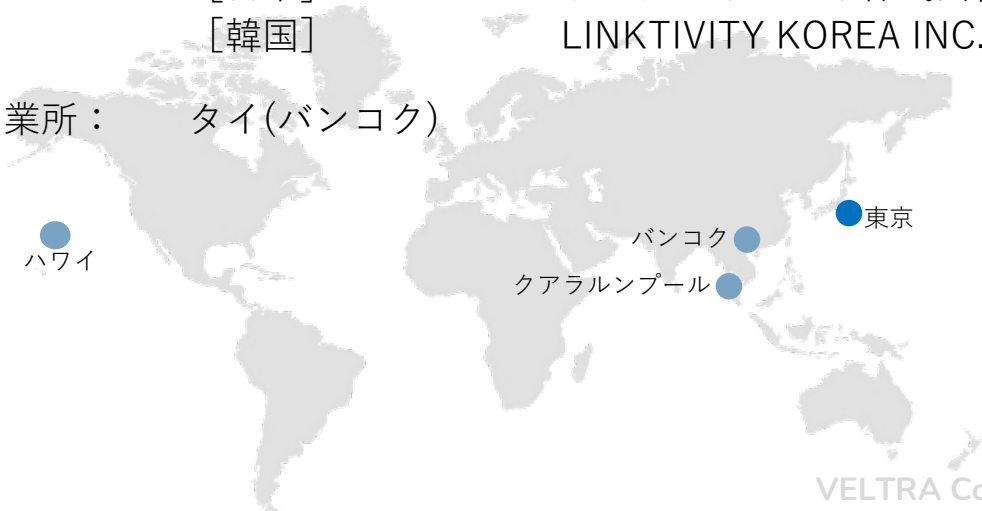 [韓国] LINKTIVITY KOREA INC.
業所： タイ(バンコク)
東京
バンコク
ハワイ
クアラルンプール
VELTRA Co